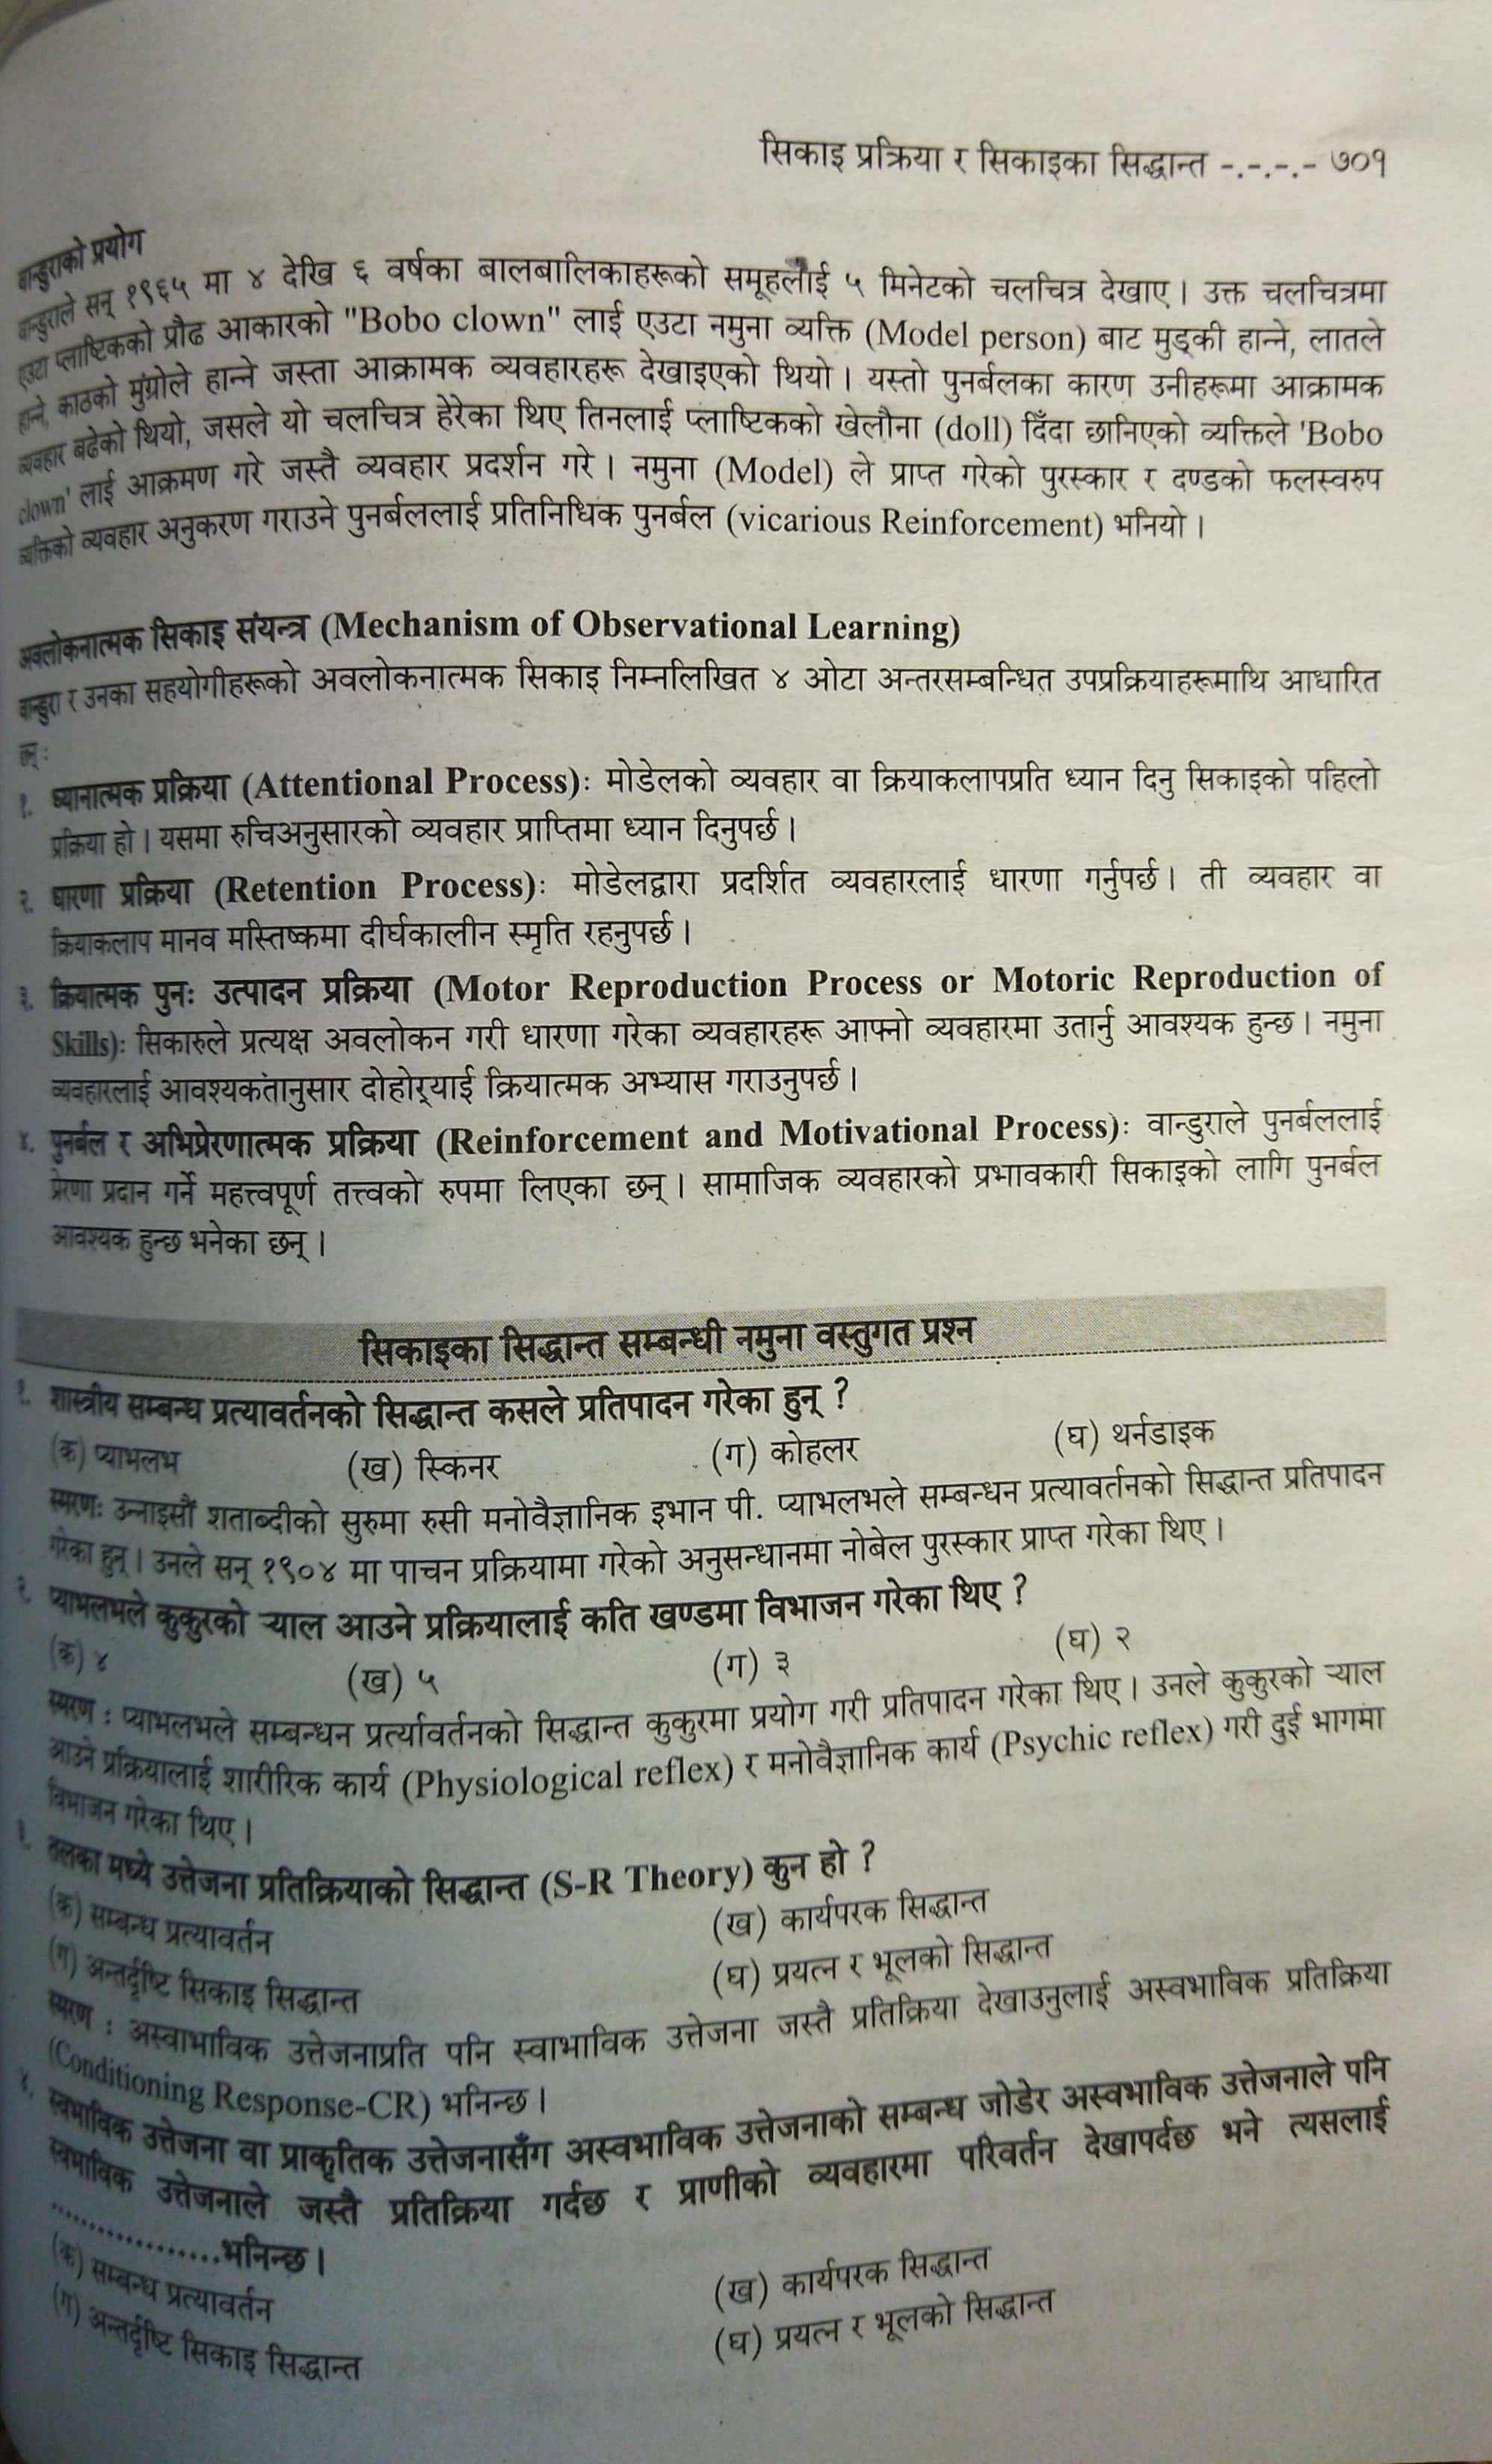 सिकाइ प्रक्रिया र सिकाइका सिद्धान्त -.-.-.- ७०१
वान्डुराको प्रयोग
वान्डुराले सन् १९६५ मा ४ देखि ६ वर्षका बालबालिकाहरूको समूहलाई ५ मिनेटको चलचित्र देखाए। उक्त चलचित्रमा
एउटा प्लाष्टिकको प्रौढ आकारको "Bobo clown" लाई एउटा नमुना व्यक्ति (Model person) बाट मुड्की हान्ने, लातले
हान्ने, काठको मुंग्रोले हान्ने जस्ता आक्रामक व्यवहारहरू देखाइएको थियो। यस्तो पुनर्बलका कारण उनीहरूमा आक्रामक
व्यवहार बढेको थियो, जसले यो चलचित्र हेरेका थिए तिनलाई प्लाष्टिकको खेलौना (doll) दिँदा छानिएको व्यक्तिले 'Bobo
clown' लाई आक्रमण गरे जस्तै व्यवहार प्रदर्शन गरे। नमुना (Model) ले प्राप्त गरेको पुरस्कार र दण्डको फलस्वरुप
व्यक्तिको व्यवहार अनुकरण गराउने पुनर्बललाई प्रतिनिधिक पुनर्बल (vicarious Reinforcement) भनियो।
अवलोकनात्मक सिकाइ संयन्त्र (Mechanism of Observational Learning)
वान्डुरा र उनका सहयोगीहरूको अवलोकनात्मक सिकाइ निम्नलिखित ४ ओटा अन्तरसम्बन्धित उपप्रक्रियाहरूमाथि आधारित
छन् :
१. ध्यानात्मक प्रक्रिया (Attentional Process): मोडेलको व्यवहार वा क्रियाकलापप्रति ध्यान दिनु सिकाइको पहिलो
प्रक्रिया हो। यसमा रुचिअनुसारको व्यवहार प्राप्तिमा ध्यान दिनुपर्छ।
२. धारणा प्रक्रिया (Retention Process): मोडेलद्वारा प्रदर्शित व्यवहारलाई धारणा गर्नुपर्छ। ती व्यवहार वा
क्रियाकलाप मानव मस्तिष्कमा दीर्घकालीन स्मृति रहनुपर्छ।
३. क्रियात्मक पुनः उत्पादन प्रक्रिया (Motor Reproduction Process or Motoric Reproduction of
Skills): सिकारुले प्रत्यक्ष अवलोकन गरी धारणा गरेका व्यवहारहरू आफ्नो व्यवहारमा उतार्नु आवश्यक हुन्छ। नमुना
व्यवहारलाई आवश्यकतानुसार दोहोर्‍याई क्रियात्मक अभ्यास गराउनुपर्छ।
४. पुनर्बल र अभिप्रेरणात्मक प्रक्रिया (Reinforcement and Motivational Process): वान्डुराले पुनर्बललाई
प्रेरणा प्रदान गर्ने महत्त्वपूर्ण तत्त्वको रुपमा लिएका छन्। सामाजिक व्यवहारको प्रभावकारी सिकाइको लागि पुनर्बल
आवश्यक हुन्छ भनेका छन्।
सिकाइका सिद्धान्त सम्बन्धी नमुना वस्तुगत प्रश्न
१. शास्त्रीय सम्बन्ध प्रत्यावर्तनको सिद्धान्त कसले प्रतिपादन गरेका हुन् ?
(क) प्याभलभ (ख) स्किनर (ग) कोहलर (घ) थर्नडाइक
स्मरणः उन्नाइसौं शताब्दीको सुरुमा रुसी मनोवैज्ञानिक इभान पी. प्याभलभले सम्बन्धन प्रत्यावर्तनको सिद्धान्त प्रतिपादन
गरेका हुन्। उनले सन् १९०४ मा पाचन प्रक्रियामा गरेको अनुसन्धानमा नोबेल पुरस्कार प्राप्त गरेका थिए।
२. प्याभलभले कुकुरको र्‍याल आउने प्रक्रियालाई कति खण्डमा विभाजन गरेका थिए ?
(क) ४ (ख) ५ (ग) ३ (घ) २
स्मरण : प्याभलभले सम्बन्धन प्रर्त्यावर्तनको सिद्धान्त कुकुरमा प्रयोग गरी प्रतिपादन गरेका थिए। उनले कुकुरको र्‍याल
आउने प्रक्रियालाई शारीरिक कार्य (Physiological reflex) र मनोवैज्ञानिक कार्य (Psychic reflex) गरी दुई भागमा
विभाजन गरेका थिए।
३. तलका मध्ये उत्तेजना प्रतिक्रियाको सिद्धान्त (S-R Theory) कुन हो ?
(क) सम्बन्ध प्रत्यावर्तन (ख) कार्यपरक सिद्धान्त
(ग) अन्तर्दृष्टि सिकाइ सिद्धान्त (घ) प्रयत्न र भूलको सिद्धान्त
स्मरण : अस्वाभाविक उत्तेजनाप्रति पनि स्वाभाविक उत्तेजना जस्तै प्रतिक्रिया देखाउनुलाई अस्वभाविक प्रतिक्रिया
(Conditioning Response-CR) भनिन्छ।
४. स्वभाविक उत्तेजना वा प्राकृतिक उत्तेजनासँग अस्वभाविक उत्तेजनाको सम्बन्ध जोडेर अस्वभाविक उत्तेजनाले पनि
स्वभाविक उत्तेजनाले जस्तै प्रतिक्रिया गर्दछ र प्राणीको व्यवहारमा परिवर्तन देखापर्दछ भने त्यसलाई
..................भनिन्छ।
(क) सम्बन्ध प्रत्यावर्तन (ख) कार्यपरक सिद्धान्त
(ग) अन्तर्दृष्टि सिकाइ सिद्धान्त (घ) प्रयत्न र भूलको सिद्धान्त